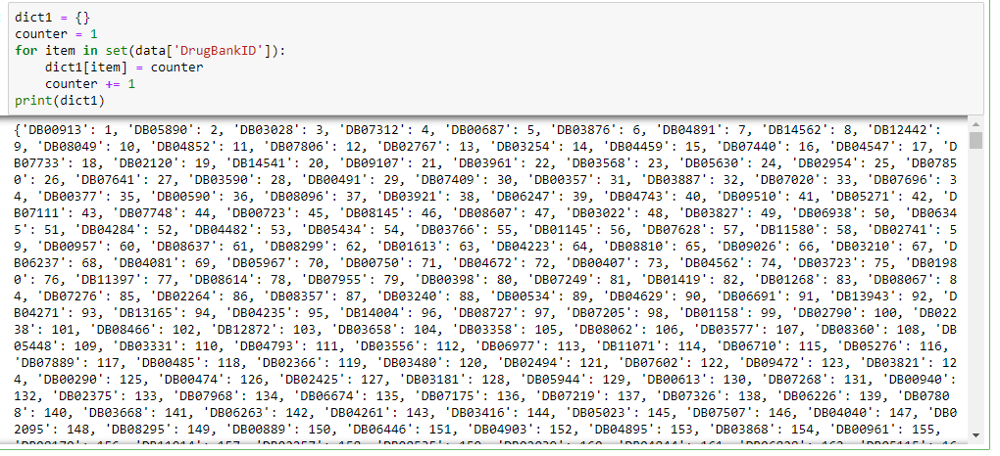 dict1 = {}
counter = 1
for item in set(data['DrugBankID']):
    dict1[item] = counter
    counter += 1
print(dict1)
{'DB00913': 1, 'DB05890': 2, 'DB03028': 3, 'DB07312': 4, 'DB00687': 5, 'DB03876': 6, 'DB04891': 7, 'DB14562': 8, 'DB12442':
9, 'DB08049': 10, 'DB04852': 11, 'DB07806': 12, 'DB02767': 13, 'DB03254': 14, 'DB04459': 15, 'DB07440': 16, 'DB04547': 17, 'D
B07733': 18, 'DB02120': 19, 'DB14541': 20, 'DB09107': 21, 'DB03961': 22, 'DB03568': 23, 'DB05630': 24, 'DB02954': 25, 'DB0785
0': 26, 'DB07641': 27, 'DB03590': 28, 'DB00491': 29, 'DB07409': 30, 'DB00357': 31, 'DB03887': 32, 'DB07020': 33, 'DB07696': 3
4, 'DB00377': 35, 'DB00590': 36, 'DB08096': 37, 'DB03921': 38, 'DB06247': 39, 'DB04743': 40, 'DB09510': 41, 'DB05271': 42, 'D
B07111': 43, 'DB07748': 44, 'DB00723': 45, 'DB08145': 46, 'DB08607': 47, 'DB03022': 48, 'DB03827': 49, 'DB06938': 50, 'DB0634
5': 51, 'DB04284': 52, 'DB04482': 53, 'DB05434': 54, 'DB03766': 55, 'DB01145': 56, 'DB07628': 57, 'DB11580': 58, 'DB02741': 5
9, 'DB00957': 60, 'DB08637': 61, 'DB08299': 62, 'DB01613': 63, 'DB04223': 64, 'DB08810': 65, 'DB09026': 66, 'DB03210': 67, 'D
B06237': 68, 'DB04081': 69, 'DB05967': 70, 'DB00750': 71, 'DB04672': 72, 'DB00407': 73, 'DB04562': 74, 'DB03723': 75, 'DB0198
0': 76, 'DB11397': 77, 'DB08614': 78, 'DB07955': 79, 'DB00398': 80, 'DB07249': 81, 'DB01419': 82, 'DB01268': 83, 'DB08067': 8
4, 'DB07276': 85, 'DB02264': 86, 'DB08357': 87, 'DB03240': 88, 'DB00534': 89, 'DB04629': 90, 'DB06691': 91, 'DB13943': 92, 'D
B04271': 93, 'DB13165': 94, 'DB04235': 95, 'DB14004': 96, 'DB08727': 97, 'DB07205': 98, 'DB01158': 99, 'DB02790': 100, 'DB022
38': 101, 'DB08466': 102, 'DB12872': 103, 'DB03658': 104, 'DB03358': 105, 'DB08062': 106, 'DB03577': 107, 'DB08360': 108, 'DB
05448': 109, 'DB03331': 110, 'DB04793': 111, 'DB03556': 112, 'DB06977': 113, 'DB11071': 114, 'DB06710': 115, 'DB05276': 116,
'DB07889': 117, 'DB00485': 118, 'DB02366': 119, 'DB03480': 120, 'DB02494': 121, 'DB07602': 122, 'DB09472': 123, 'DB03821': 12
4, 'DB00290': 125, 'DB00474': 126, 'DB02425': 127, 'DB03181': 128, 'DB05944': 129, 'DB00613': 130, 'DB07268': 131, 'DB00940':
132, 'DB02375': 133, 'DB07968': 134, 'DB06674': 135, 'DB07175': 136, 'DB07219': 137, 'DB07326': 138, 'DB06226': 139, 'DB0780
8': 140, 'DB03668': 141, 'DB06263': 142, 'DB04261': 143, 'DB03416': 144, 'DB05023': 145, 'DB07507': 146, 'DB04040': 147, 'DB0
2095': 148, 'DB08295': 149, 'DB00889': 150, 'DB06446': 151, 'DB04903': 152, 'DB04895': 153, 'DB03868': 154, 'DB00961': 155,